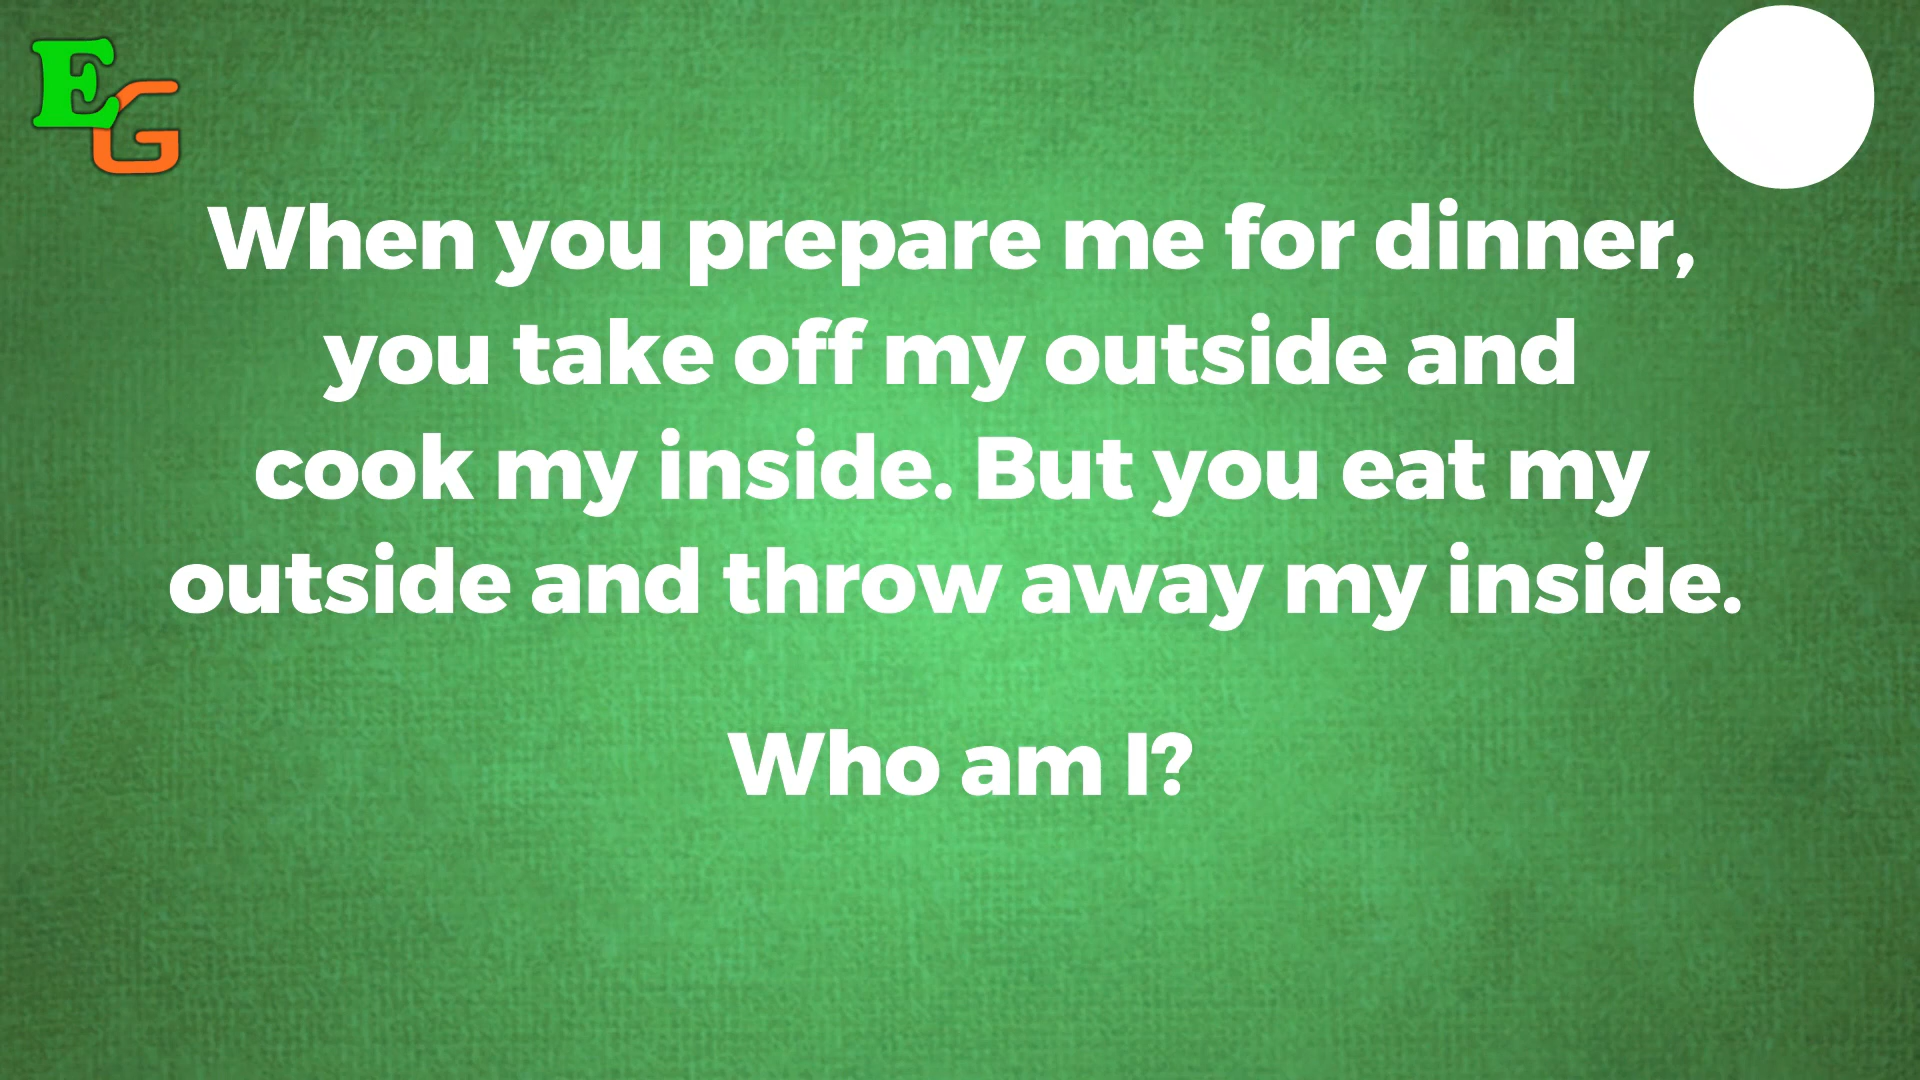 EG
When you prepare me for dinner,
you take off my outside and
cook my inside. But you eat my
outside and throw away my inside.
Who am I?